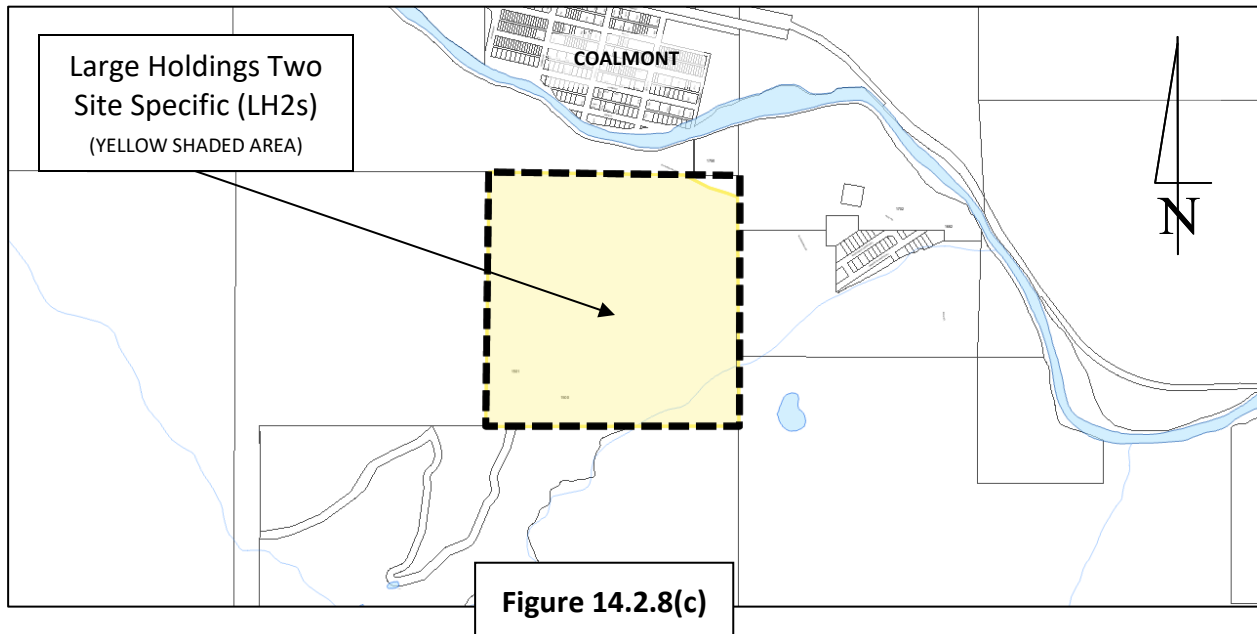 COALMONT
Large Holdings Two
Site Specific (LH2s)
(YELLOW SHADED AREA)
N
Figure 14.2.8(c)